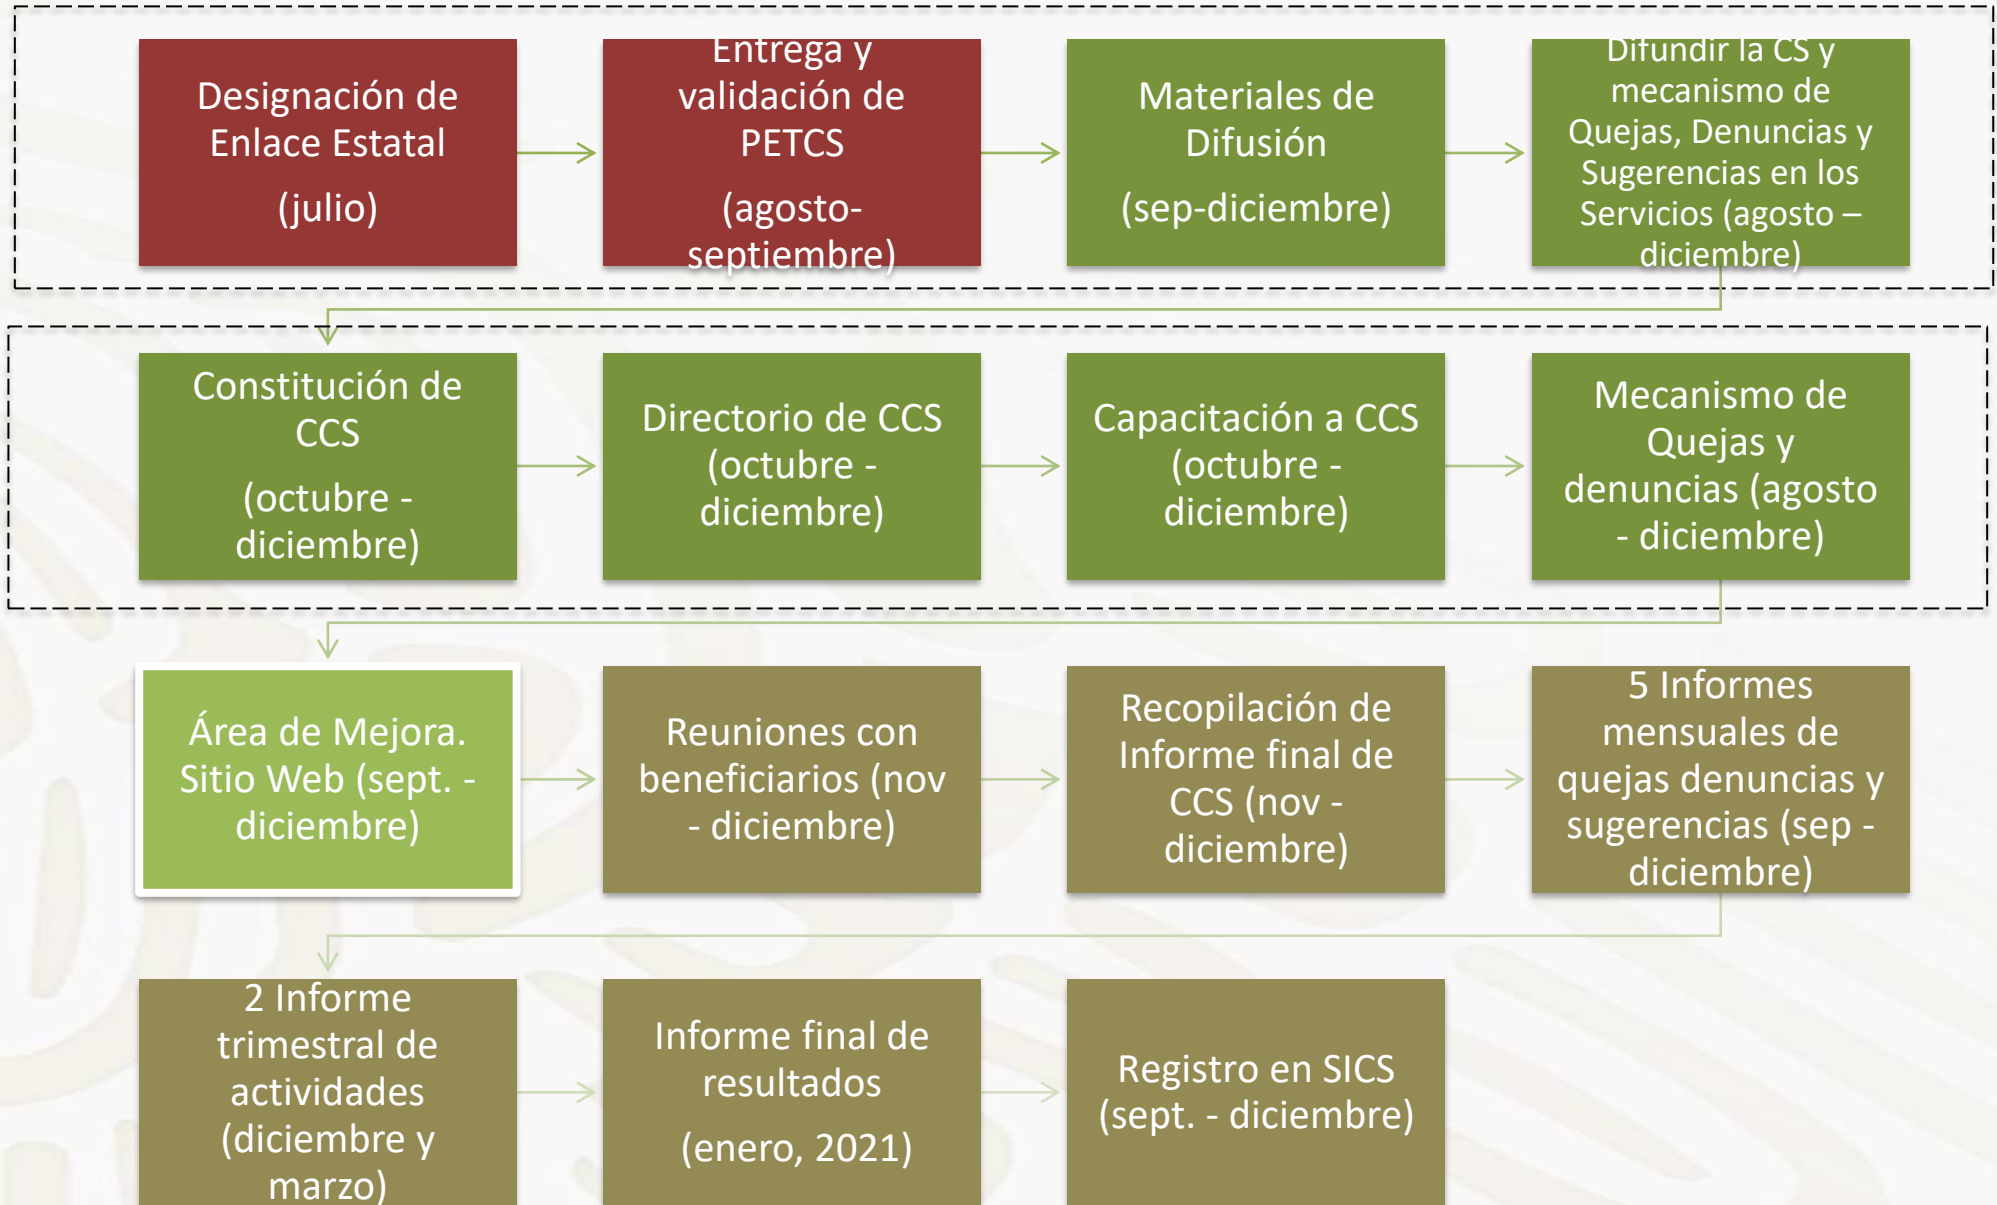 Designación de
Enlace Estatal
(julio)
Entrega y
validación de
PETCS
(agosto-
septiembre)
Materiales de
Difusión
(sep-diciembre)
Difundir la CS y
mecanismo de
Quejas, Denuncias y
Sugerencias en los
Servicios (agosto –
diciembre)
Constitución de
CCS
(octubre -
diciembre)
Directorio de CCS
(octubre -
diciembre)
Capacitación a CCS
(octubre -
diciembre)
Mecanismo de
Quejas y
denuncias (agosto
- diciembre)
Área de Mejora.
Sitio Web (sept. -
diciembre)
Reuniones con
beneficiarios (nov
- diciembre)
Recopilación de
Informe final de
CCS (nov -
diciembre)
5 Informes
mensuales de
quejas denuncias y
sugerencias (sep -
diciembre)
2 Informe
trimestral de
actividades
(diciembre y
marzo)
Informe final de
resultados
(enero, 2021)
Registro en SICS
(sept. - diciembre)